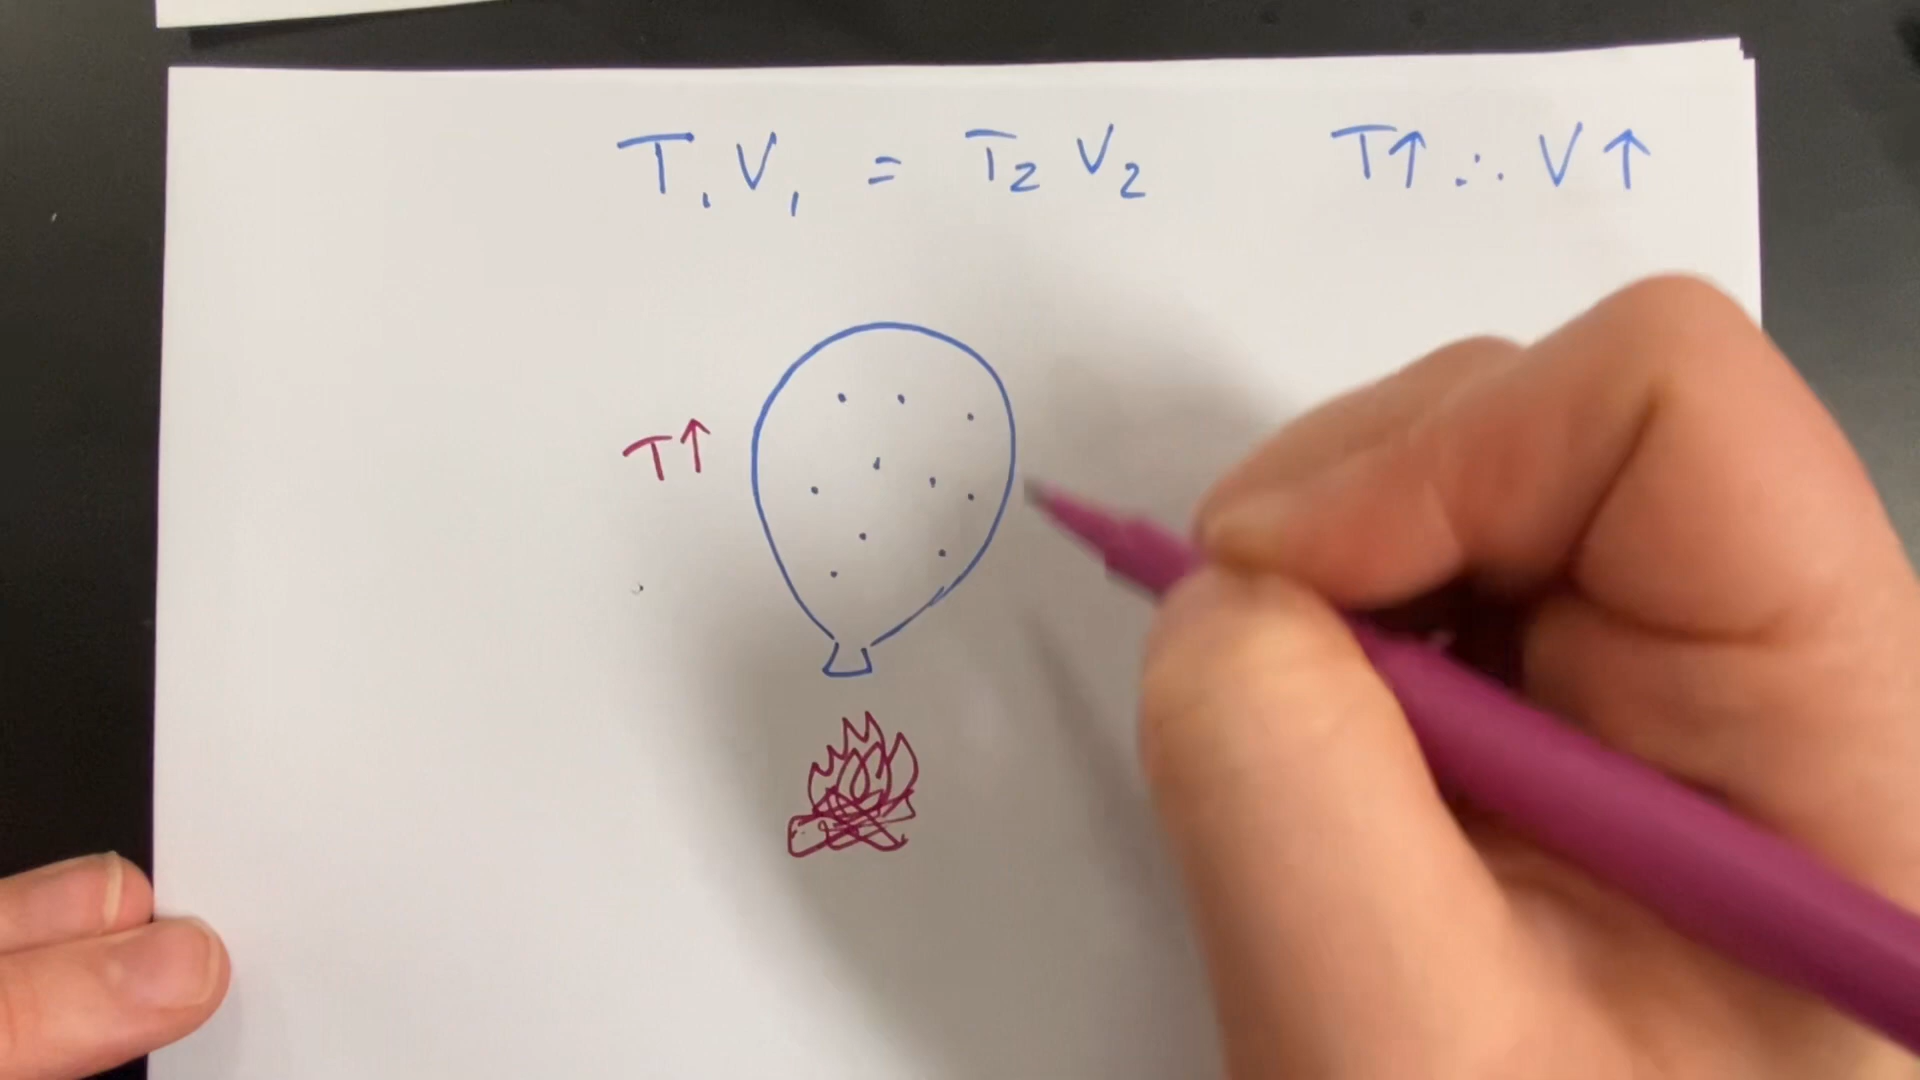 T₁V₁ = T₂V₂ T↑ ∴ V↑
T↑